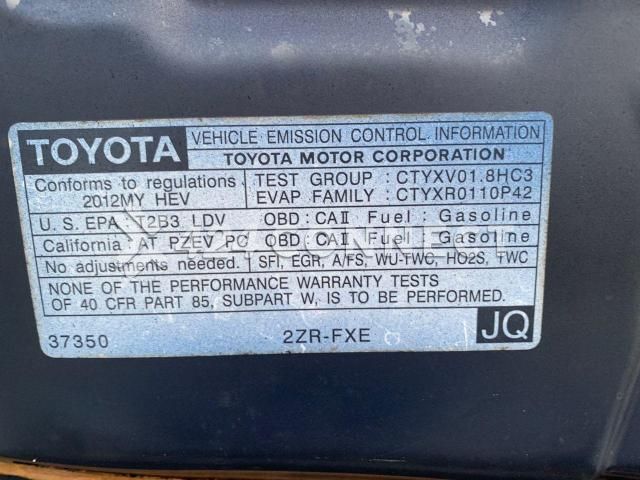 TOYOTA VEHICLE EMISSION CONTROL INFORMATION
TOYOTA MOTOR CORPORATION
Conforms to regulations TEST GROUP : CTYXV01.8HC3
2012MY HEV EVAP FAMILY : CTYXR0110P42
U.S. EPA : T2B3 LDV OBD : CAII Fuel : Gasoline
California : AT PZEV PC OBD : CAII Fuel : Gasoline
No adjustments needed. SFI, EGR, A/FS, WU-TWC, HO2S, TWC
NONE OF THE PERFORMANCE WARRANTY TESTS
OF 40 CFR PART 85, SUBPART W, IS TO BE PERFORMED.
37350 2ZR-FXE JQ